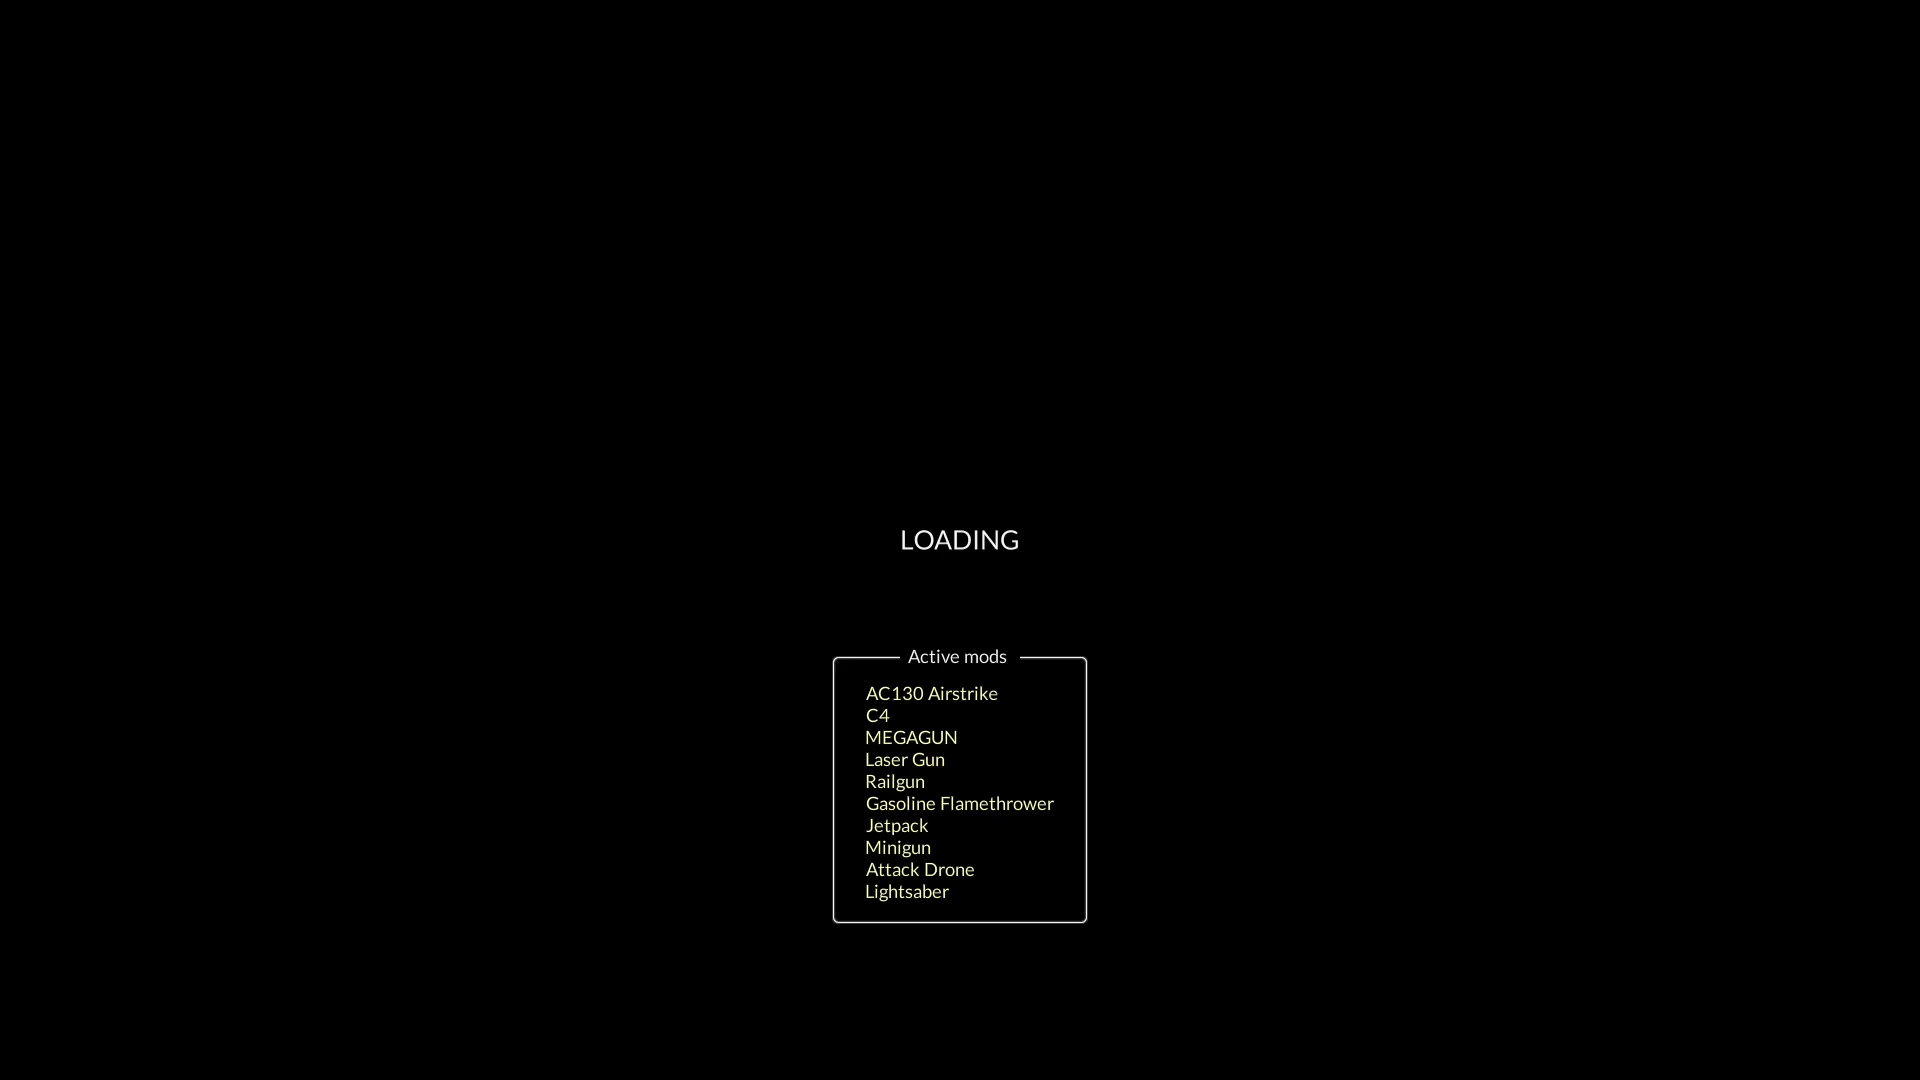 LOADING
Active mods
AC130 Airstrike
C4
MEGAGUN
Laser Gun
Railgun
Gasoline Flamethrower
Jetpack
Minigun
Attack Drone
Lightsaber